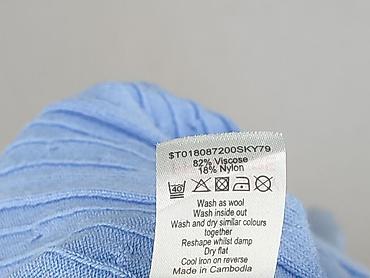 $T018087200SKY79
82% Viscose
18% Nylon
40
Wash as wool
Wash inside out
Wash and dry similar colours
together
Reshape whilst damp
Dry flat
Cool iron on reverse
Made in Cambodia